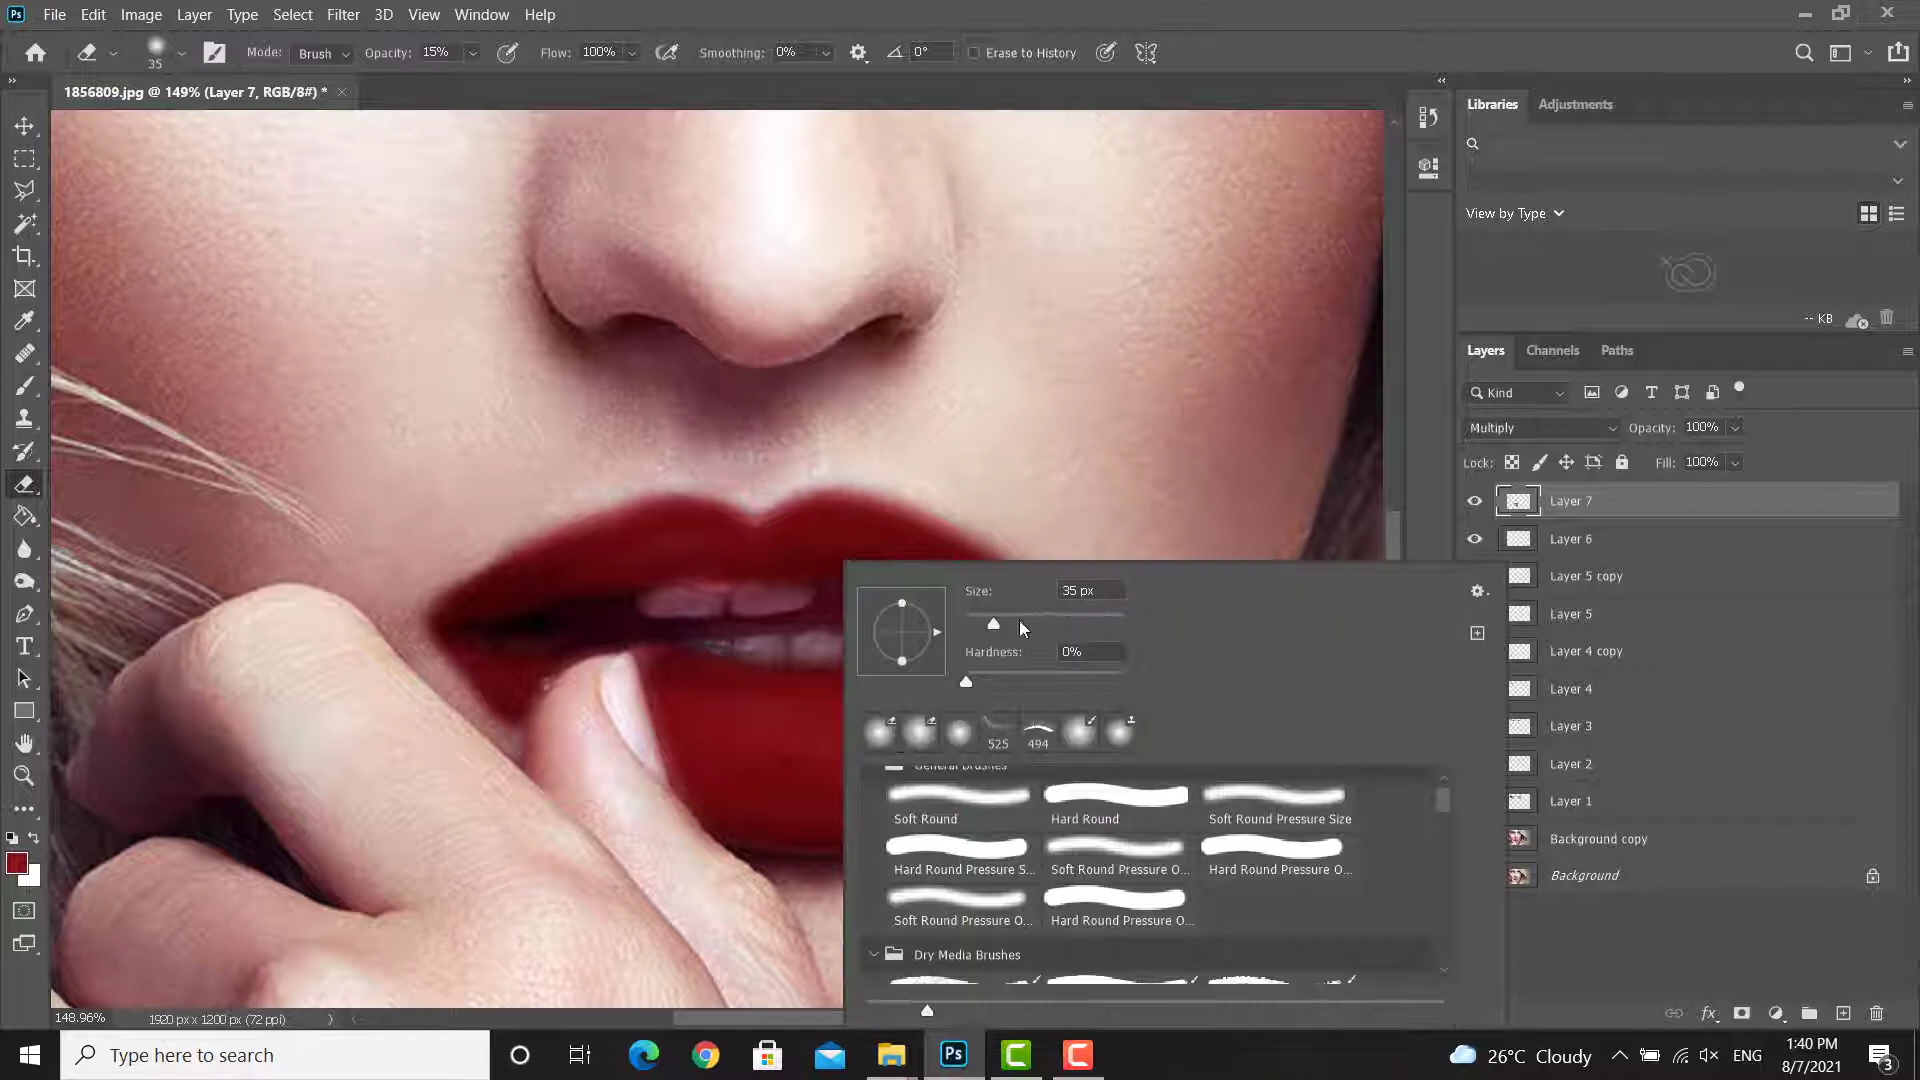 Ps File Edit Image Layer Type Select Filter 3D View Window Help
35 Mode: Brush Opacity: 15% Flow: 100% Smoothing: 0% 0° Erase to History
1856809.jpg @ 149% (Layer 7, RGB/8#) *
Libraries Adjustments
View by Type
-- KB
Layers Channels Paths
Kind
Multiply Opacity: 100%
Lock: Fill: 100%
Layer 7
Layer 6
Layer 5 copy
Layer 5
Layer 4 copy
Layer 4
Layer 3
Layer 2
Layer 1
Background copy
Background
Size: 35 px
Hardness: 0%
525 494
General Brushes
Soft Round Hard Round Soft Round Pressure Size
Hard Round Pressure S... Soft Round Pressure O... Hard Round Pressure O...
Soft Round Pressure O... Hard Round Pressure O...
Dry Media Brushes
148.96% 1920 px x 1200 px (72 ppi)
Type here to search
Ps
26°C Cloudy
ENG
1:40 PM
8/7/2021
3